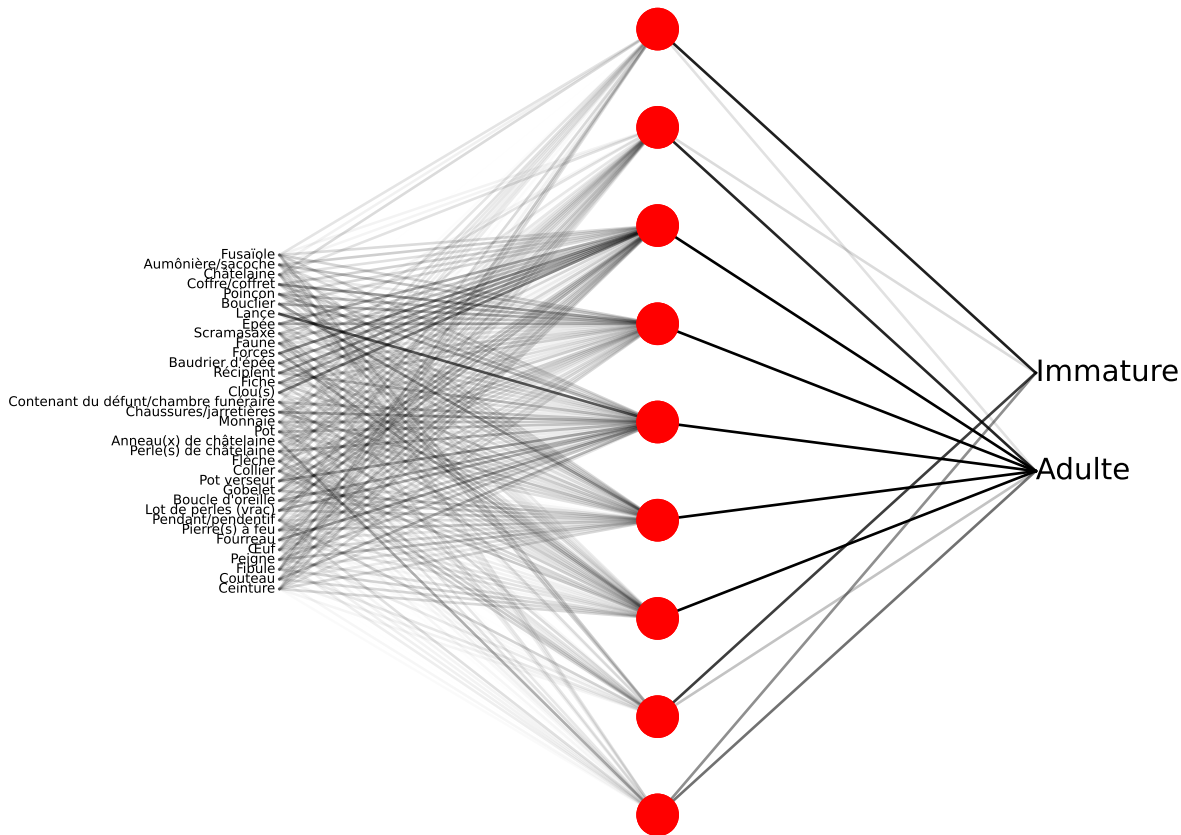 Fusaïole
Aumônière/sacoche
Châtelaine
Coffre/coffret
Poinçon
Bouclier
Lance
Épée
Scramasaxe
Faune
Forces
Baudrier d'épée
Récipient
Fiche
Clou(s)
Contenant du défunt/chambre funéraire
Chaussures/jarretières
Monnaie
Pot
Anneau(x) de châtelaine
Perle(s) de châtelaine
Flèche
Collier
Pot verseur
Gobelet
Boucle d'oreille
Lot de perles (vrac)
Pendant/pendentif
Pierre(s) à feu
Fourreau
Œuf
Peigne
Fibule
Couteau
Ceinture
Immature
Adulte